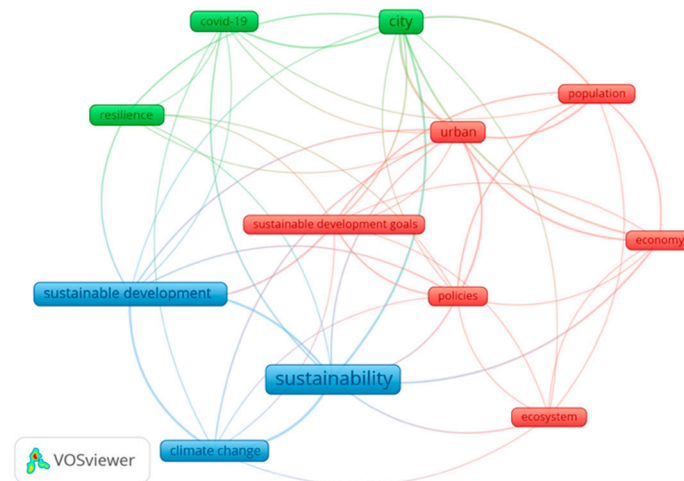 covid-19
city
population
resilience
urban
sustainable development goals
economy
sustainable development
policies
sustainability
ecosystem
climate change
VOSviewer